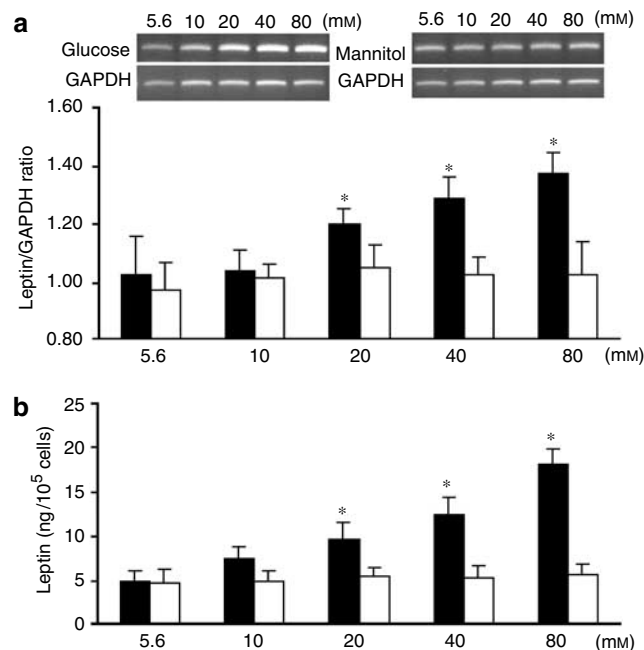 a
5.6 10 20 40 80 (mM) 5.6 10 20 40 80 (mM)
Glucose Mannitol
GAPDH GAPDH
1.60
1.40
1.20
1.00
0.80
Leptin/GAPDH ratio
* * *
5.6 10 20 40 80 (mM)
b
25
20
15
10
5
0
Leptin (ng/10⁵ cells)
* * *
5.6 10 20 40 80 (mM)